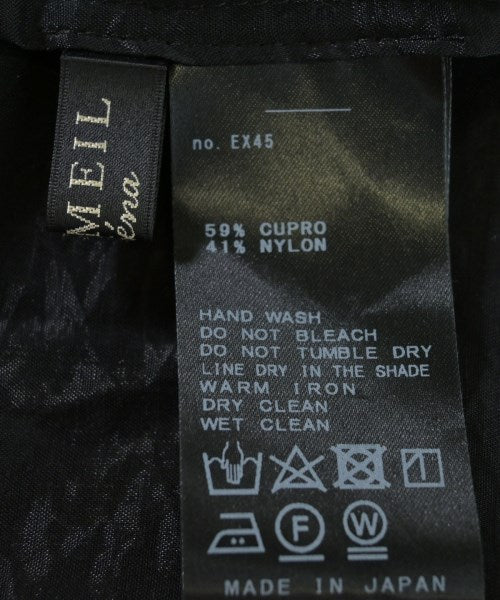 MEIL
éna
no. EX45
59% CUPRO
41% NYLON
HAND WASH
DO NOT BLEACH
DO NOT TUMBLE DRY
LINE DRY IN THE SHADE
WARM IRON
DRY CLEAN
WET CLEAN
F
W
MADE IN JAPAN